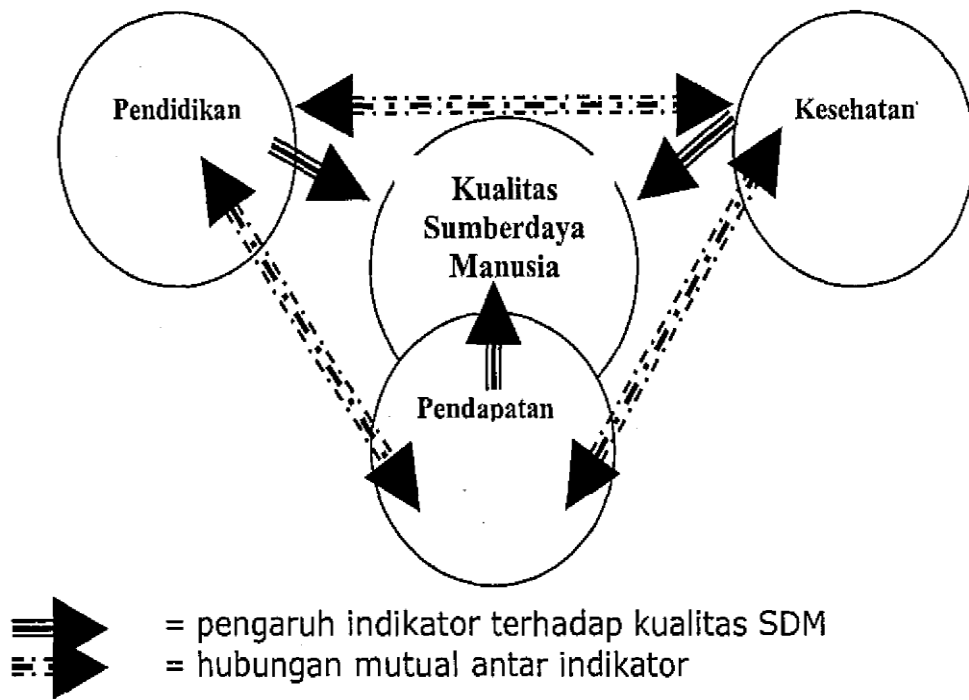 Pendidikan
Kesehatan
Kualitas
Sumberdaya
Manusia
Pendapatan
= pengaruh indikator terhadap kualitas SDM
= hubungan mutual antar indikator